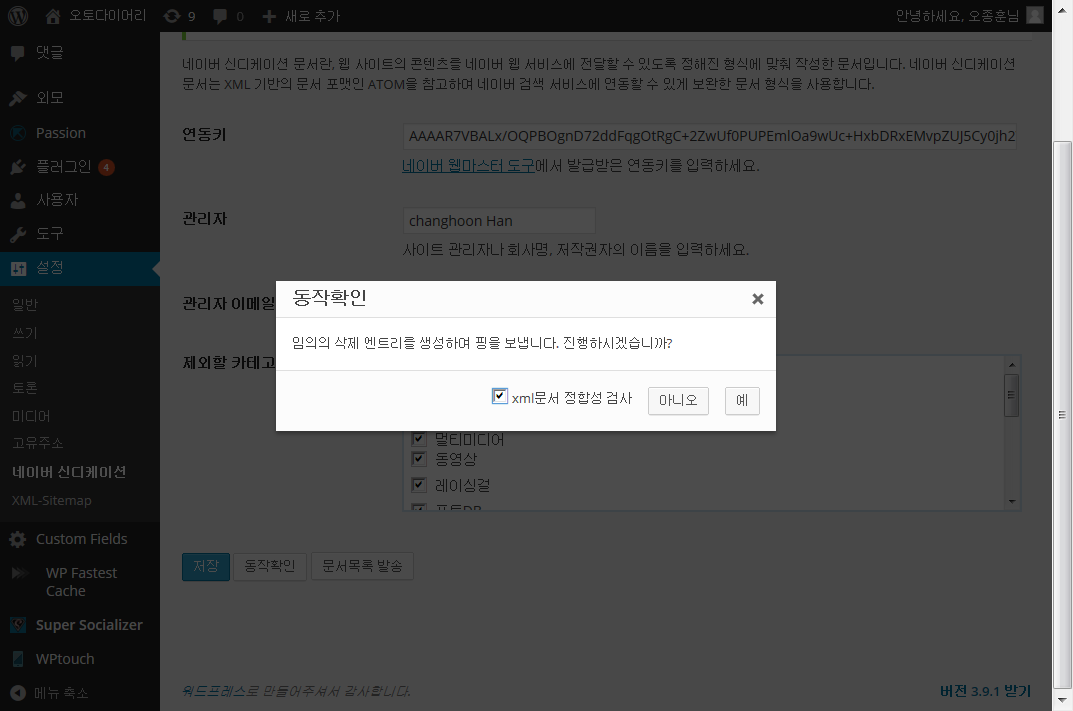 오토다이어리 9 0 새로 추가 안녕하세요, 오종훈님
댓글
외모
Passion
플러그인 4
사용자
도구
설정
일반
쓰기
읽기
토론
미디어
고유주소
네이버 신디케이션
XML-Sitemap
Custom Fields
WP Fastest
Cache
Super Socializer
WPtouch
메뉴 축소
네이버 신디케이션 문서란, 웹 사이트의 콘텐츠를 네이버 웹 서비스에 전달할 수 있도록 정해진 형식에 맞춰 작성한 문서입니다. 네이버 신디케이션
문서는 XML 기반의 문서 포맷인 ATOM을 참고하여 네이버 검색 서비스에 연동할 수 있게 보완한 문서 형식을 사용합니다.
연동키 AAAAR7VBALx/OQPBOgnD72ddFqgOtRgC+2ZwUf0PUPEmlOa9wUc+HxbDRxEMvpZUJ5Cy0jh2
네이버 웹마스터 도구에서 발급받은 연동키를 입력하세요.
관리자 changhoon Han
사이트 관리자나 회사명, 저작권자의 이름을 입력하세요.
관리자 이메일
제외할 카테고
동작확인
임의의 삭제 엔트리를 생성하여 핑을 보냅니다. 진행하시겠습니까?
xml문서 정합성 검사 아니오 예
멀티미디어
동영상
레이싱걸
포토DB
저장 동작확인 문서목록 발송
워드프레스로 만들어주셔서 감사합니다. 버전 3.9.1 받기